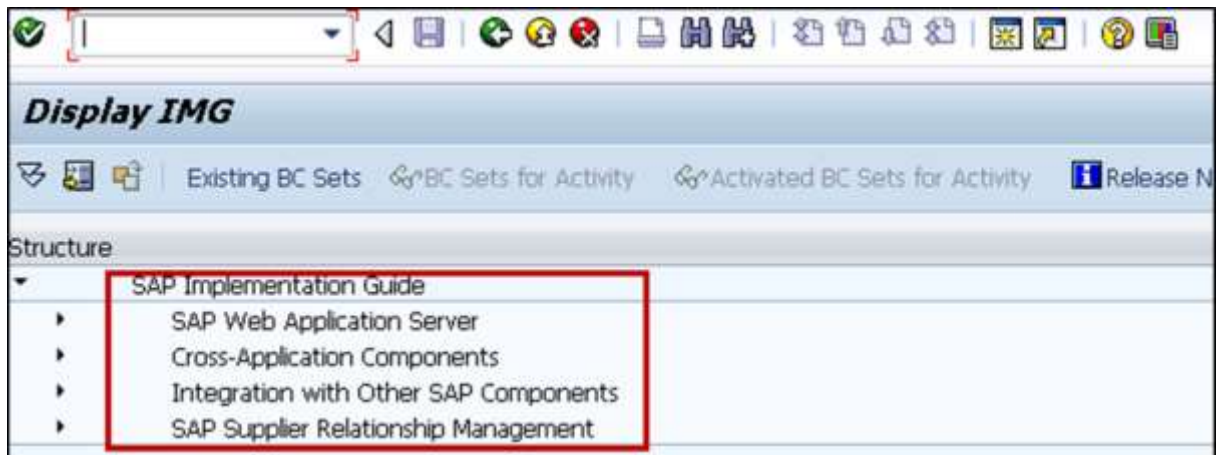 Display IMG
Existing BC Sets BC Sets for Activity Activated BC Sets for Activity Release N
Structure
SAP Implementation Guide
SAP Web Application Server
Cross-Application Components
Integration with Other SAP Components
SAP Supplier Relationship Management